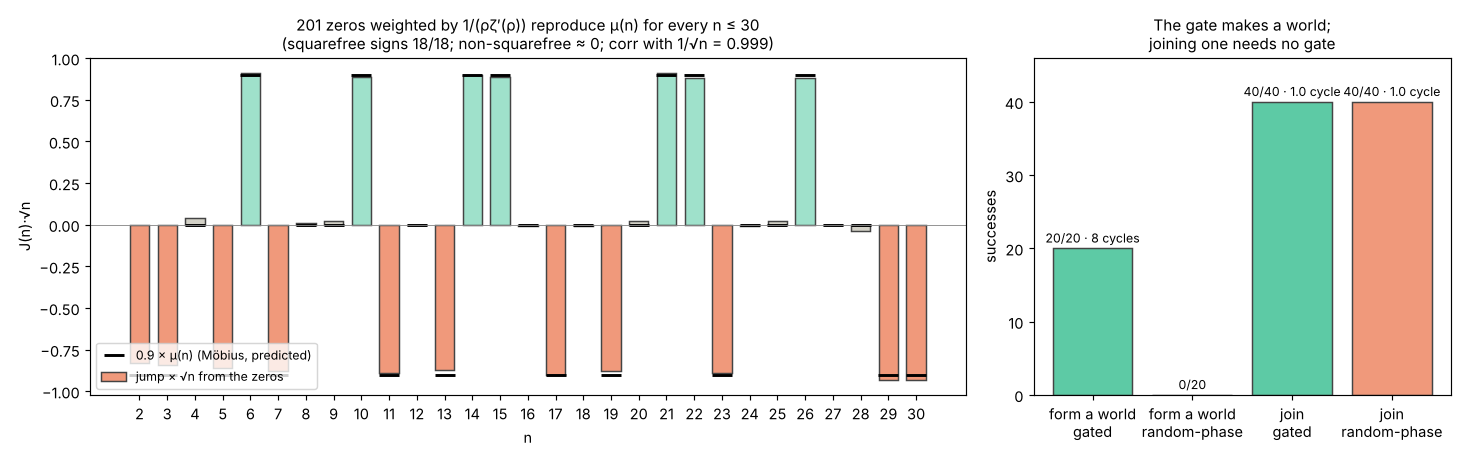 201 zeros weighted by 1/(ρζ′(ρ)) reproduce μ(n) for every n ≤ 30
(squarefree signs 18/18; non-squarefree ≈ 0; corr with 1/√n = 0.999)
J(n)·√n
1.00
0.75
0.50
0.25
0.00
−0.25
−0.50
−0.75
−1.00
0.9 × μ(n) (Möbius, predicted)
jump × √n from the zeros
2 3 4 5 6 7 8 9 10 11 12 13 14 15 16 17 18 19 20 21 22 23 24 25 26 27 28 29 30
n
The gate makes a world;
joining one needs no gate
successes
40
30
20
10
0
20/20 · 8 cycles
0/20
40/40 · 1.0 cycle
40/40 · 1.0 cycle
form a world
gated
form a world
random-phase
join
gated
join
random-phase